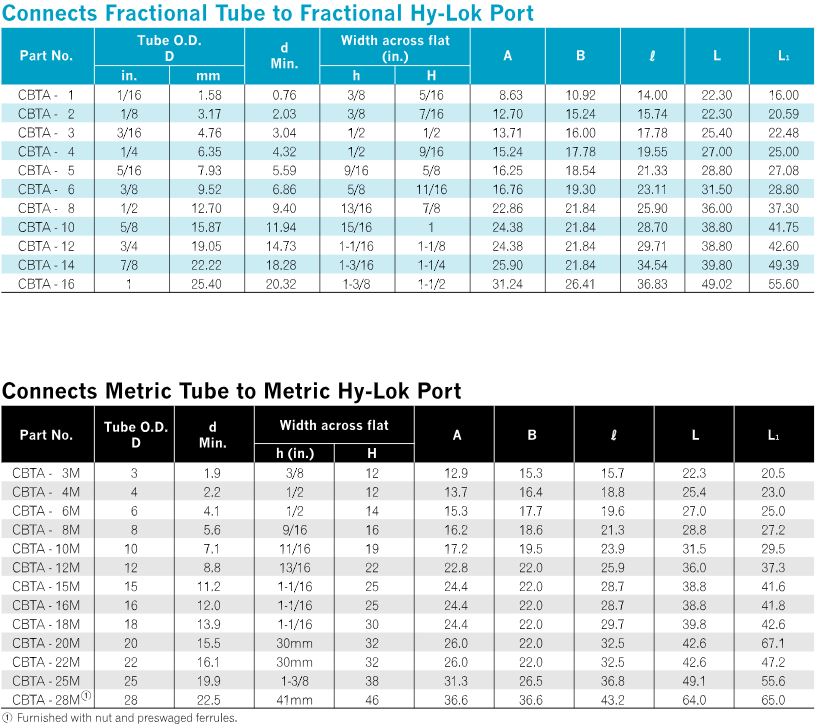 Connects Fractional Tube to Fractional Hy-Lok Port
Part No. Tube O.D. D d Min. Width across flat (in.) A B ℓ L L1
in. mm h H
CBTA - 1 1/16 1.58 0.76 3/8 5/16 8.63 10.92 14.00 22.30 16.00
CBTA - 2 1/8 3.17 2.03 3/8 7/16 12.70 15.24 15.74 22.30 20.59
CBTA - 3 3/16 4.76 3.04 1/2 1/2 13.71 16.00 17.78 25.40 22.48
CBTA - 4 1/4 6.35 4.32 1/2 9/16 15.24 17.78 19.55 27.00 25.00
CBTA - 5 5/16 7.93 5.59 9/16 5/8 16.25 18.54 21.33 28.80 27.08
CBTA - 6 3/8 9.52 6.86 5/8 11/16 16.76 19.30 23.11 31.50 28.80
CBTA - 8 1/2 12.70 9.40 13/16 7/8 22.86 21.84 25.90 36.00 37.30
CBTA - 10 5/8 15.87 11.94 15/16 1 24.38 21.84 28.70 38.80 41.75
CBTA - 12 3/4 19.05 14.73 1-1/16 1-1/8 24.38 21.84 29.71 38.80 42.60
CBTA - 14 7/8 22.22 18.28 1-3/16 1-1/4 25.90 21.84 34.54 39.80 49.39
CBTA - 16 1 25.40 20.32 1-3/8 1-1/2 31.24 26.41 36.83 49.02 55.60
Connects Metric Tube to Metric Hy-Lok Port
Part No. Tube O.D. D d Min. Width across flat A B ℓ L L1
h (in.) H
CBTA - 3M 3 1.9 3/8 12 12.9 15.3 15.7 22.3 20.5
CBTA - 4M 4 2.2 1/2 12 13.7 16.4 18.8 25.4 23.0
CBTA - 6M 6 4.1 1/2 14 15.3 17.7 19.6 27.0 25.0
CBTA - 8M 8 5.6 9/16 16 16.2 18.6 21.3 28.8 27.2
CBTA - 10M 10 7.1 11/16 19 17.2 19.5 23.9 31.5 29.5
CBTA - 12M 12 8.8 13/16 22 22.8 22.0 25.9 36.0 37.3
CBTA - 15M 15 11.2 1-1/16 25 24.4 22.0 28.7 38.8 41.6
CBTA - 16M 16 12.0 1-1/16 25 24.4 22.0 28.7 38.8 41.8
CBTA - 18M 18 13.9 1-1/16 30 24.4 22.0 29.7 39.8 42.6
CBTA - 20M 20 15.5 30mm 32 26.0 22.0 32.5 42.6 67.1
CBTA - 22M 22 16.1 30mm 32 26.0 22.0 32.5 42.6 47.2
CBTA - 25M 25 19.9 1-3/8 38 31.3 26.5 36.8 49.1 55.6
CBTA - 28M① 28 22.5 41mm 46 36.6 36.6 43.2 64.0 65.0
① Furnished with nut and preswaged ferrules.